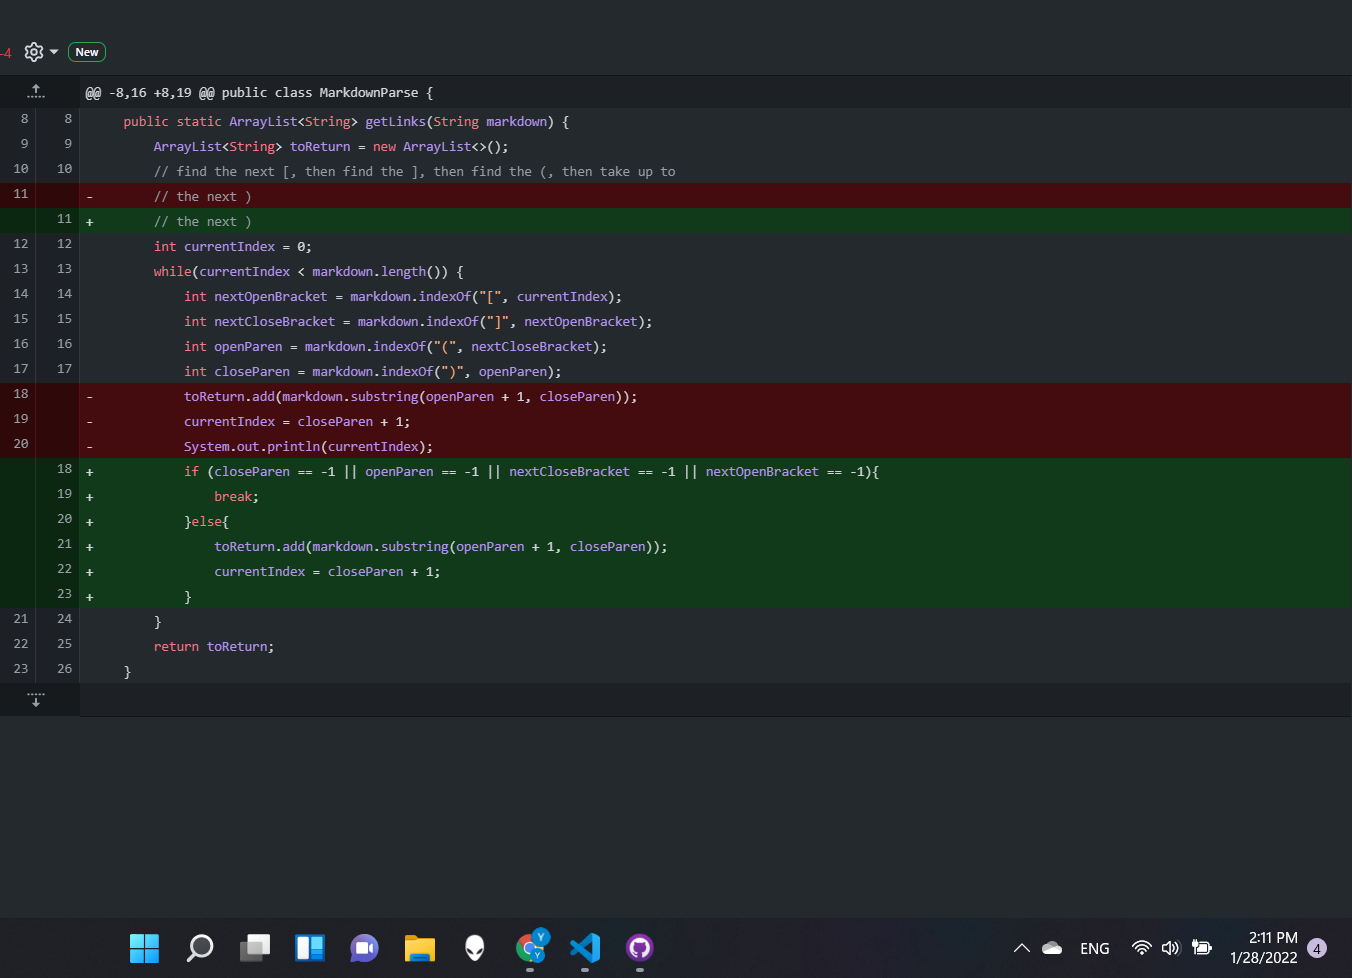 -4 New
@@ -8,16 +8,19 @@ public class MarkdownParse {
8 8 public static ArrayList<String> getLinks(String markdown) {
9 9 ArrayList<String> toReturn = new ArrayList<>();
10 10 // find the next [, then find the ], then find the (, then take up to
11 - // the next )
11 + // the next )
12 12 int currentIndex = 0;
13 13 while(currentIndex < markdown.length()) {
14 14 int nextOpenBracket = markdown.indexOf("[", currentIndex);
15 15 int nextCloseBracket = markdown.indexOf("]", nextOpenBracket);
16 16 int openParen = markdown.indexOf("(", nextCloseBracket);
17 17 int closeParen = markdown.indexOf(")", openParen);
18 - toReturn.add(markdown.substring(openParen + 1, closeParen));
19 - currentIndex = closeParen + 1;
20 - System.out.println(currentIndex);
18 + if (closeParen == -1 || openParen == -1 || nextCloseBracket == -1 || nextOpenBracket == -1){
19 + break;
20 + }else{
21 + toReturn.add(markdown.substring(openParen + 1, closeParen));
22 + currentIndex = closeParen + 1;
23 + }
21 24 }
22 25 return toReturn;
23 26 }
Y
Y
ENG
2:11 PM
1/28/2022
4